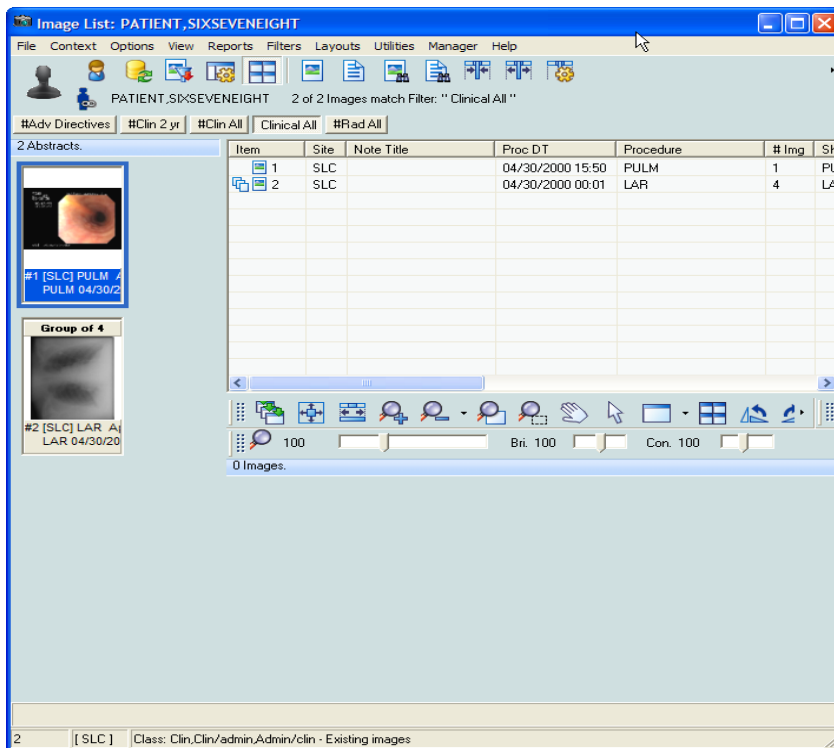 Image List: PATIENT,SIXSEVENEIGHT
File Context Options View Reports Filters Layouts Utilities Manager Help
PATIENT,SIXSEVENEIGHT 2 of 2 Images match Filter: " Clinical All "
#Adv Directives #Clin 2 yr #Clin All Clinical All #Rad All
2 Abstracts.
Item Site Note Title Proc DT Procedure # Img
1 SLC 04/30/2000 15:50 PULM 1
2 SLC 04/30/2000 00:01 LAR 4
#1 [SLC] PULM
PULM 04/30/2
Group of 4
#2 [SLC] LAR
LAR 04/30/20
100 Bri. 100 Con. 100
0 Images.
2 [ SLC ] Class: Clin,Clin/admin,Admin/clin - Existing images